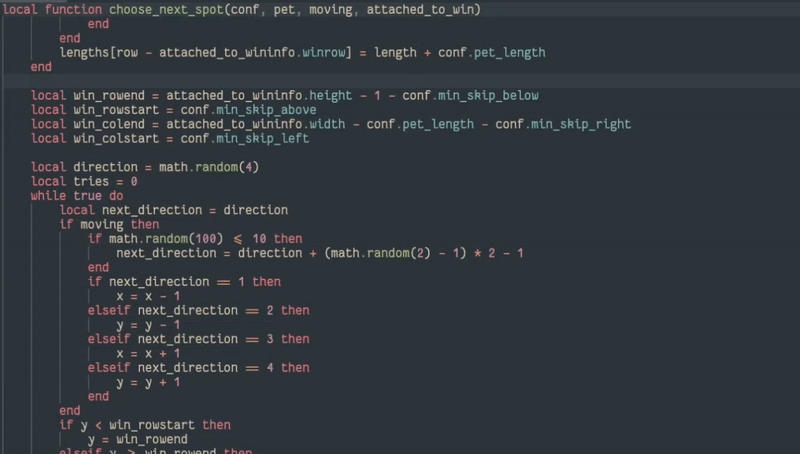 local function choose_next_spot(conf, pet, moving, attached_to_win)
end
end
lengths[row - attached_to_wininfo.winrow] = length + conf.pet_length
end
local win_rowend = attached_to_wininfo.height - 1 - conf.min_skip_below
local win_rowstart = conf.min_skip_above
local win_colend = attached_to_wininfo.width - conf.pet_length - conf.min_skip_right
local win_colstart = conf.min_skip_left
local direction = math.random(4)
local tries = 0
while true do
local next_direction = direction
if moving then
if math.random(100) <= 10 then
next_direction = direction + (math.random(2) - 1) * 2 - 1
end
if next_direction == 1 then
x = x - 1
elseif next_direction == 2 then
y = y - 1
elseif next_direction == 3 then
x = x + 1
elseif next_direction == 4 then
y = y + 1
end
end
if y < win_rowstart then
y = win_rowend
elseif y > win_rowend then